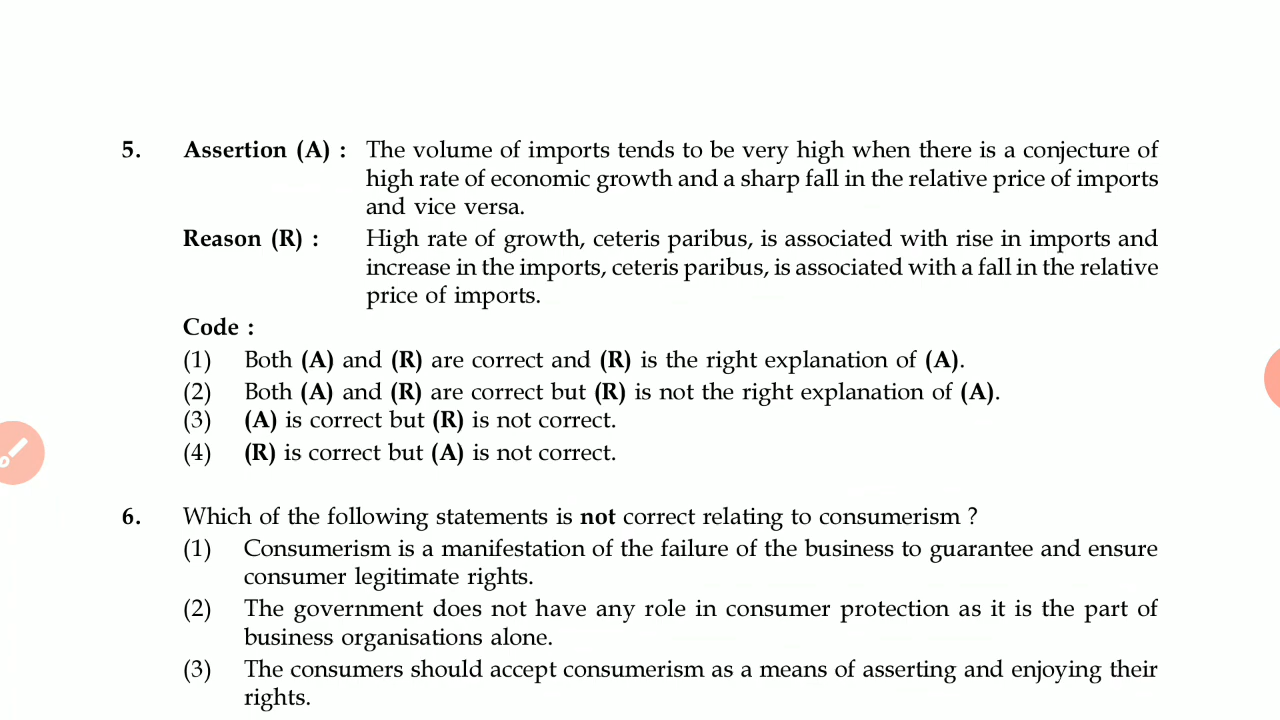 5. Assertion (A) : The volume of imports tends to be very high when there is a conjecture of
high rate of economic growth and a sharp fall in the relative price of imports
and vice versa.
Reason (R) : High rate of growth, ceteris paribus, is associated with rise in imports and
increase in the imports, ceteris paribus, is associated with a fall in the relative
price of imports.
Code :
(1) Both (A) and (R) are correct and (R) is the right explanation of (A).
(2) Both (A) and (R) are correct but (R) is not the right explanation of (A).
(3) (A) is correct but (R) is not correct.
(4) (R) is correct but (A) is not correct.
6. Which of the following statements is not correct relating to consumerism ?
(1) Consumerism is a manifestation of the failure of the business to guarantee and ensure
consumer legitimate rights.
(2) The government does not have any role in consumer protection as it is the part of
business organisations alone.
(3) The consumers should accept consumerism as a means of asserting and enjoying their
rights.